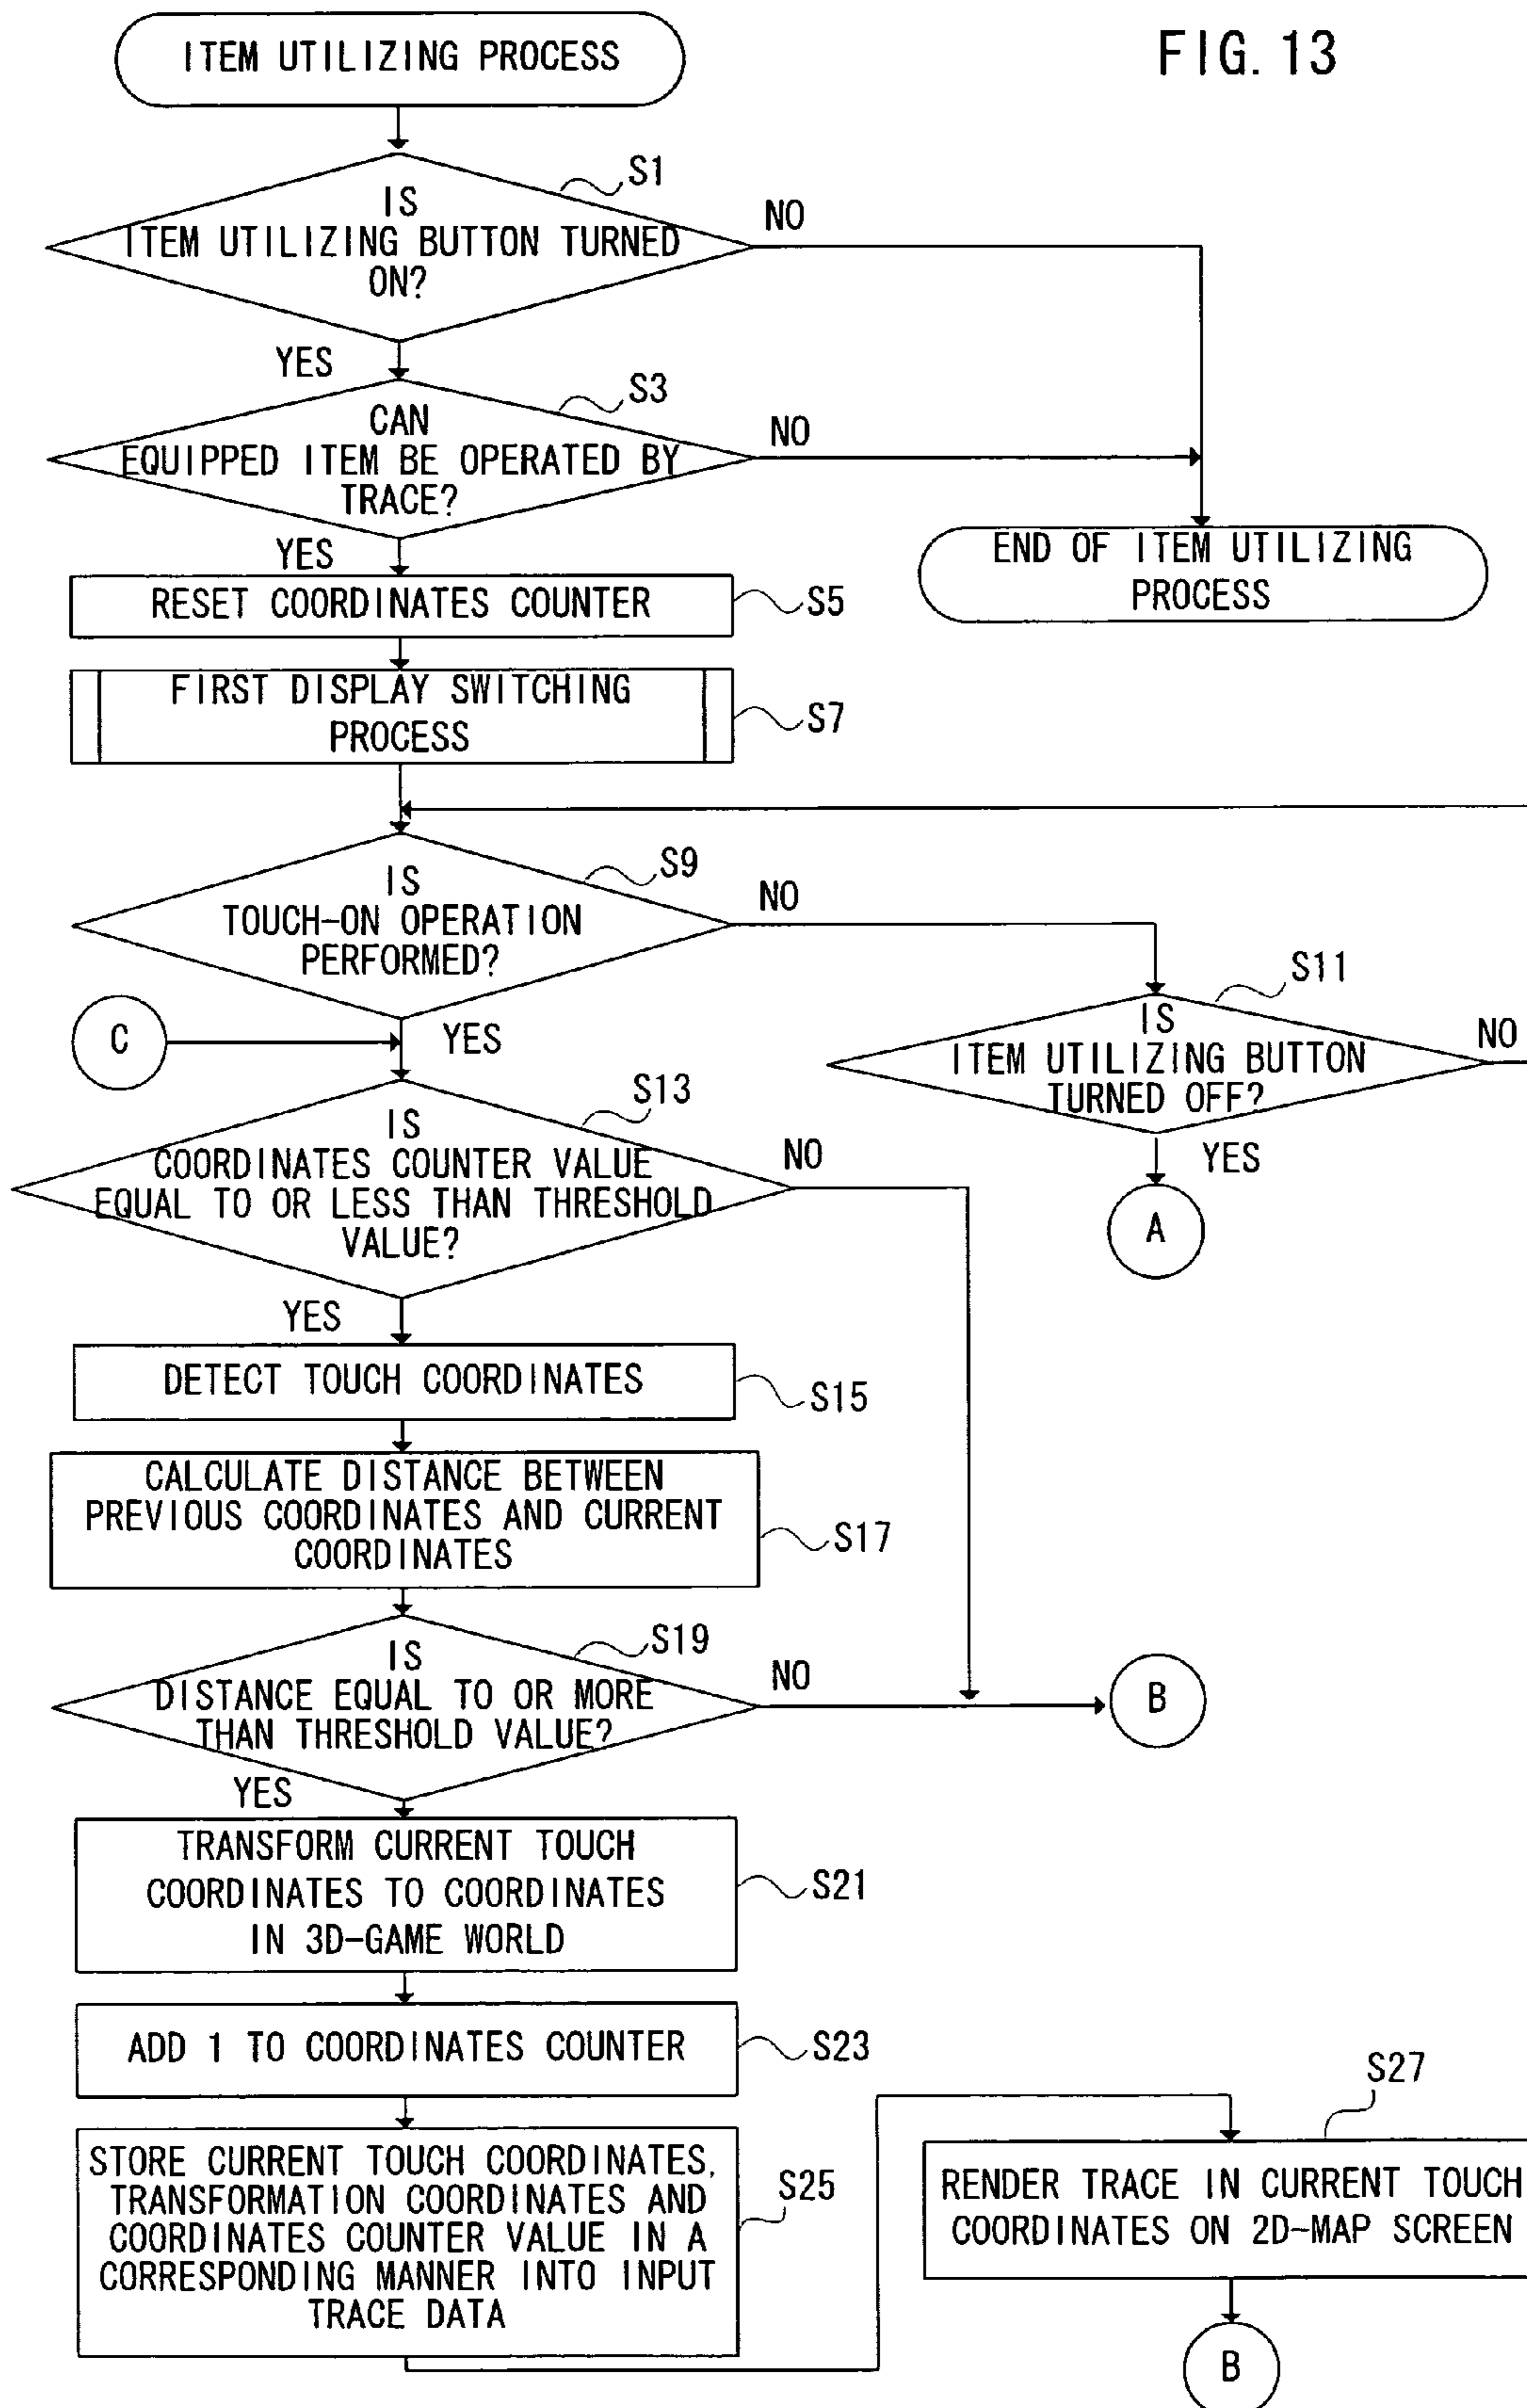 FIG. 13
ITEM UTILIZING PROCESS
S1
IS
ITEM UTILIZING BUTTON TURNED
ON?
NO
YES
S3
CAN
EQUIPPED ITEM BE OPERATED BY
TRACE?
NO
YES
END OF ITEM UTILIZING
PROCESS
RESET COORDINATES COUNTER
S5
FIRST DISPLAY SWITCHING
PROCESS
S7
S9
IS
TOUCH-ON OPERATION
PERFORMED?
NO
YES
C
S11
IS
ITEM UTILIZING BUTTON
TURNED OFF?
NO
YES
A
S13
IS
COORDINATES COUNTER VALUE
EQUAL TO OR LESS THAN THRESHOLD
VALUE?
NO
YES
DETECT TOUCH COORDINATES
S15
CALCULATE DISTANCE BETWEEN
PREVIOUS COORDINATES AND CURRENT
COORDINATES
S17
S19
IS
DISTANCE EQUAL TO OR MORE
THAN THRESHOLD VALUE?
NO
B
YES
TRANSFORM CURRENT TOUCH
COORDINATES TO COORDINATES
IN 3D-GAME WORLD
S21
ADD 1 TO COORDINATES COUNTER
S23
STORE CURRENT TOUCH COORDINATES,
TRANSFORMATION COORDINATES AND
COORDINATES COUNTER VALUE IN A
CORRESPONDING MANNER INTO INPUT
TRACE DATA
S25
S27
RENDER TRACE IN CURRENT TOUCH
COORDINATES ON 2D-MAP SCREEN
B